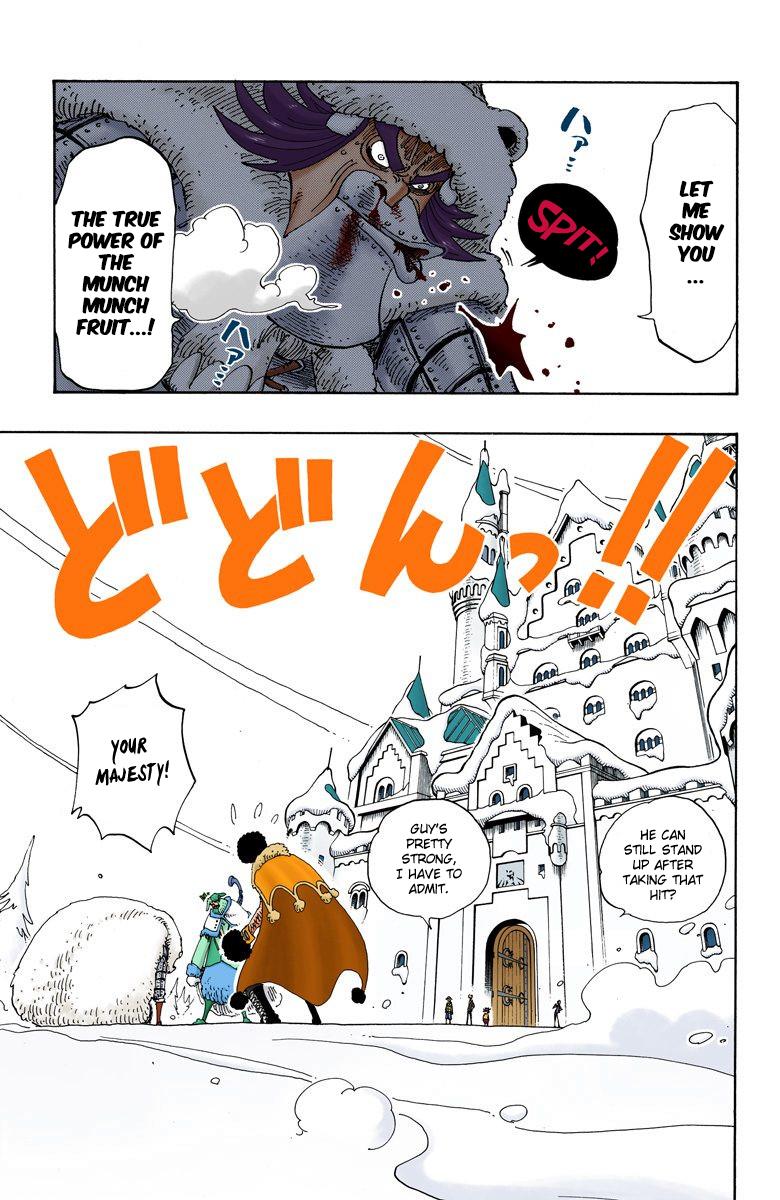 LET
ME
SHOW
YOU
...
ハァ…
SPIT!
THE TRUE
POWER OF
THE
MUNCH
MUNCH
FRUIT...!
ハァ…
どどんっ!!
HE CAN
STILL STAND
UP AFTER
TAKING THAT
HIT?
GUY'S
PRETTY
STRONG,
I HAVE TO
ADMIT.
YOUR
MAJESTY!